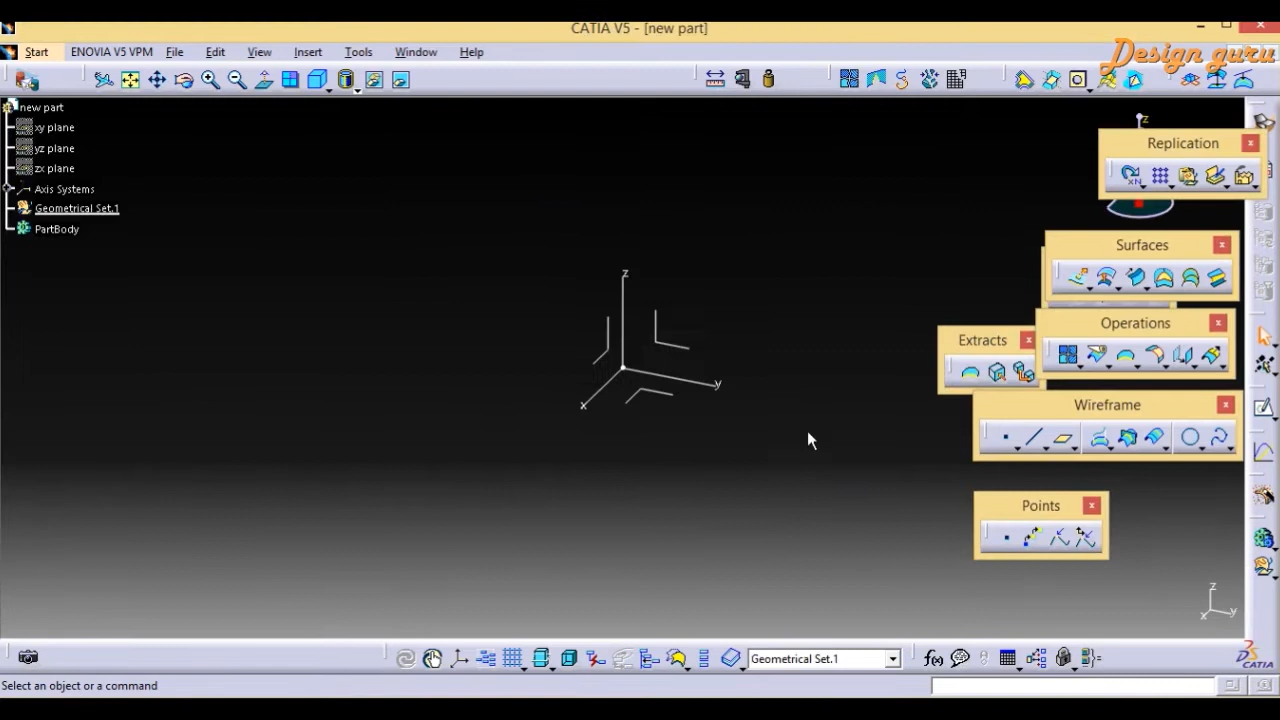 CATIA V5 - [new part]
Start ENOVIA V5 VPM File Edit View Insert Tools Window Help
Design guru
new part
xy plane
yz plane
zx plane
Axis Systems
Geometrical Set.1
PartBody
z
Replication
Surfaces
Operations
Extracts
Wireframe
Points
z
y
x
z
y
x
Geometrical Set.1
f(x)
CATIA
Select an object or a command